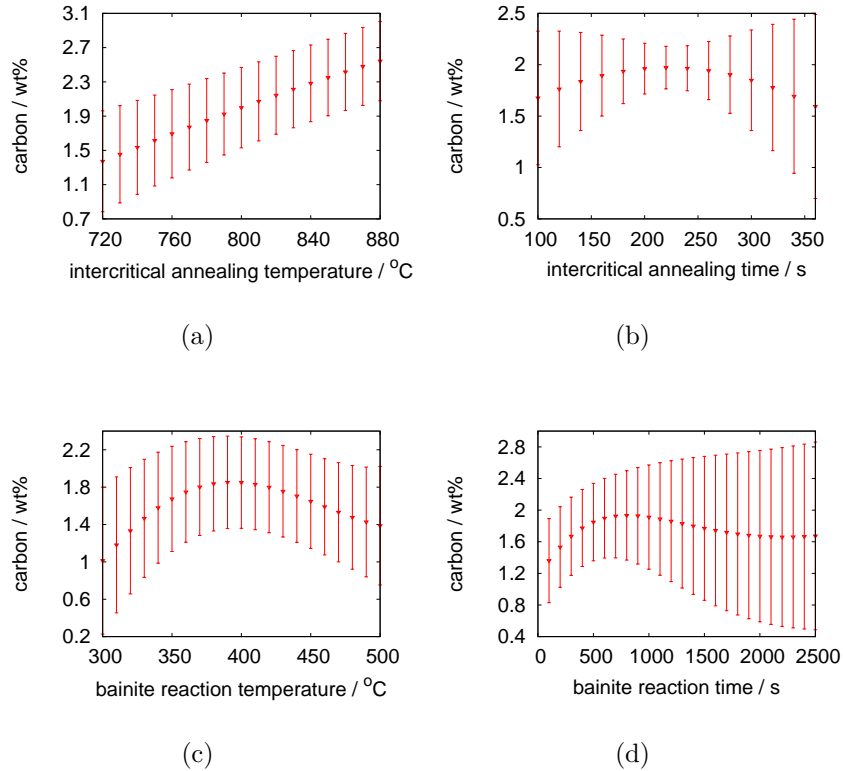 3.1
2.7
2.3
1.9
1.5
1.1
0.7
carbon / wt%
720 760 800 840 880
intercritical annealing temperature / °C
(a)
2.5
2
1.5
1
0.5
carbon / wt%
100 150 200 250 300 350
intercritical annealing time / s
(b)
2.2
1.8
1.4
1
0.6
0.2
carbon / wt%
300 350 400 450 500
bainite reaction temperature / °C
(c)
2.8
2.4
2
1.6
1.2
0.8
0.4
carbon / wt%
0 500 1000 1500 2000 2500
bainite reaction time / s
(d)